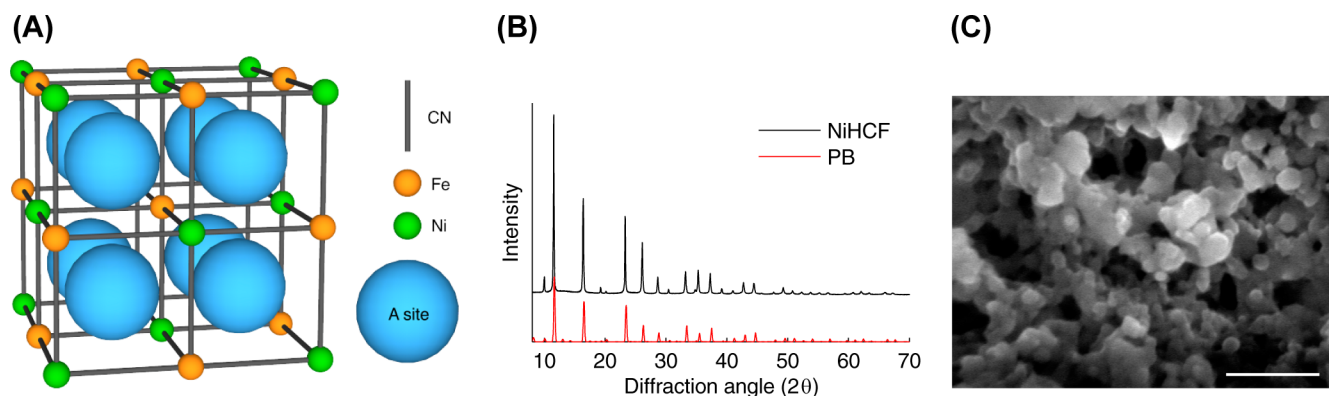 (A)
CN
Fe
Ni
A site
(B)
NiHCF
PB
Intensity
10 20 30 40 50 60 70
Diffraction angle (2θ)
(C)